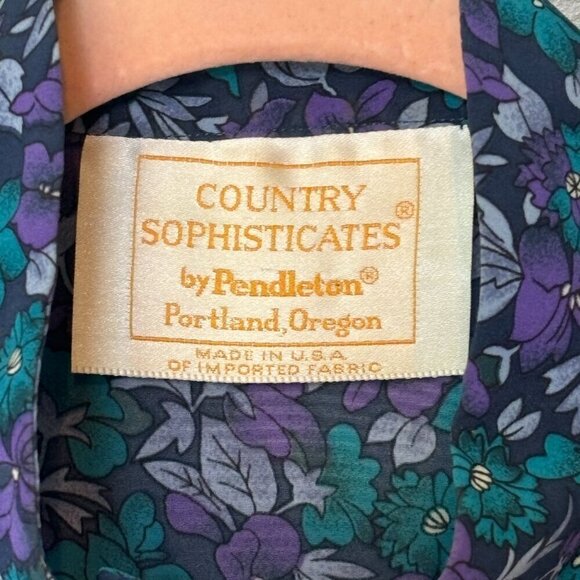 COUNTRY
SOPHISTICATES®
by Pendleton®
Portland, Oregon
MADE IN U.S.A.
OF IMPORTED FABRIC